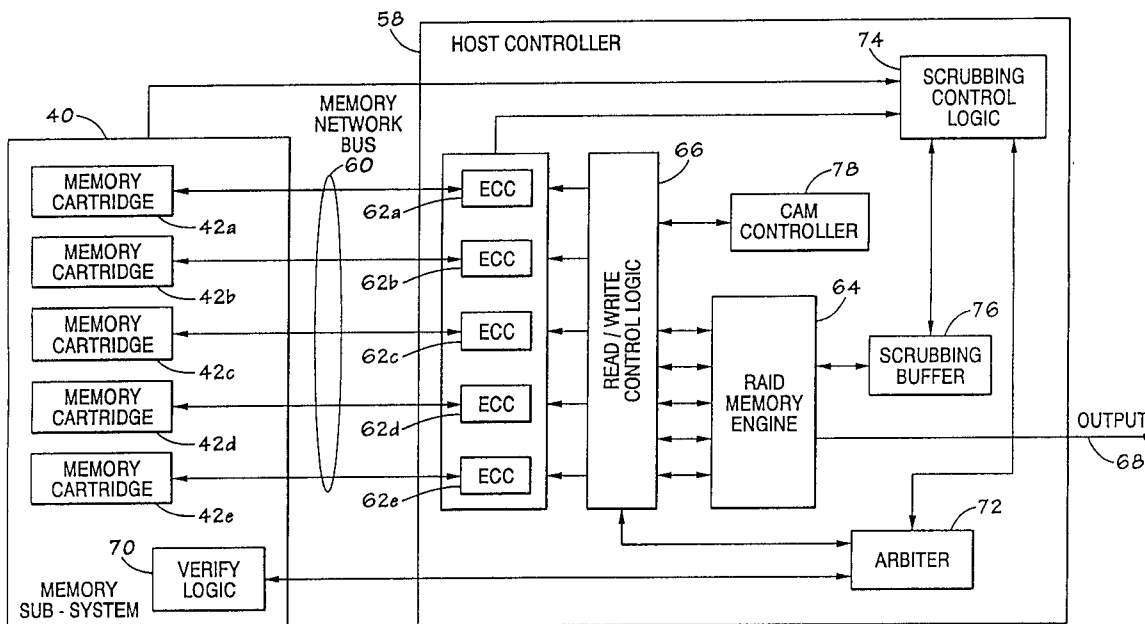 58
HOST CONTROLLER
74
SCRUBBING
CONTROL
LOGIC
40
MEMORY
NETWORK
BUS
60
MEMORY
CARTRIDGE
42a
ECC
62a
66
78
CAM
CONTROLLER
MEMORY
CARTRIDGE
42b
ECC
62b
READ / WRITE
CONTROL LOGIC
64
76
MEMORY
CARTRIDGE
42c
ECC
62c
RAID
MEMORY
ENGINE
SCRUBBING
BUFFER
MEMORY
CARTRIDGE
42d
ECC
62d
OUTPUT
68
MEMORY
CARTRIDGE
42e
ECC
62e
72
ARBITER
70
VERIFY
LOGIC
MEMORY
SUB - SYSTEM